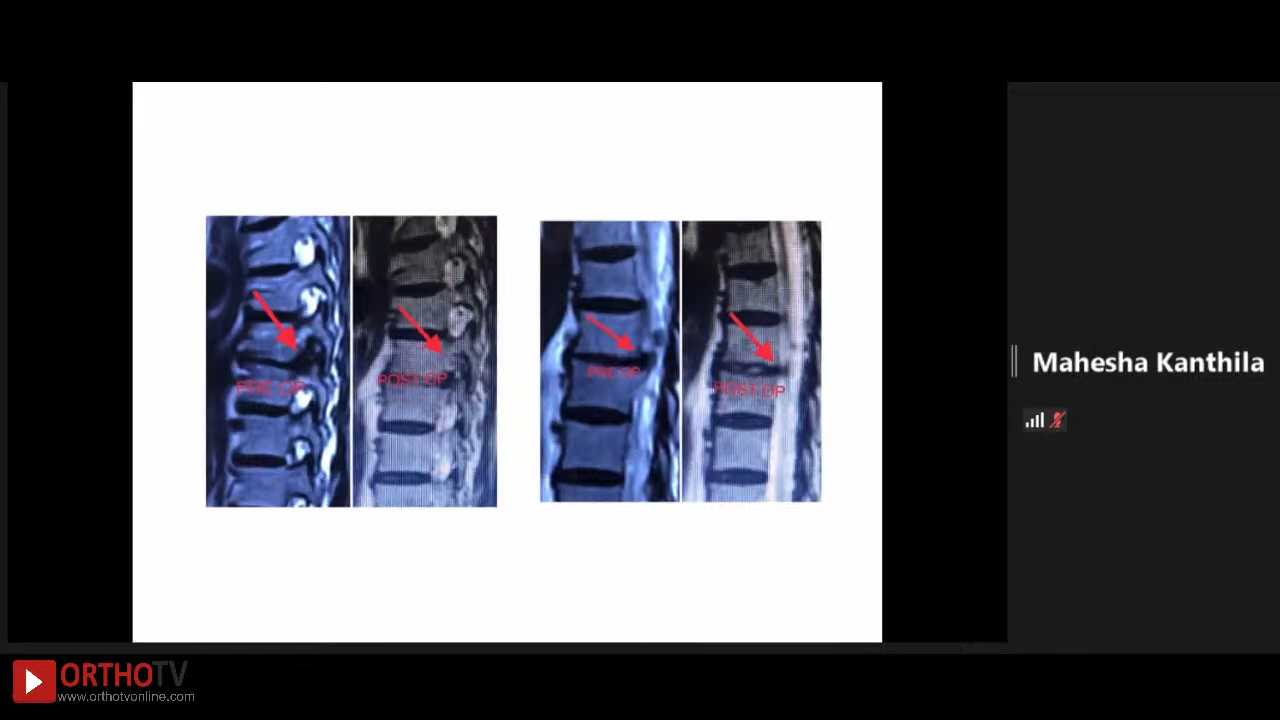 PRE OP
POST OP
PRE OP
POST OP
Mahesha Kanthila
ORTHOTV
www.orthotvonline.com